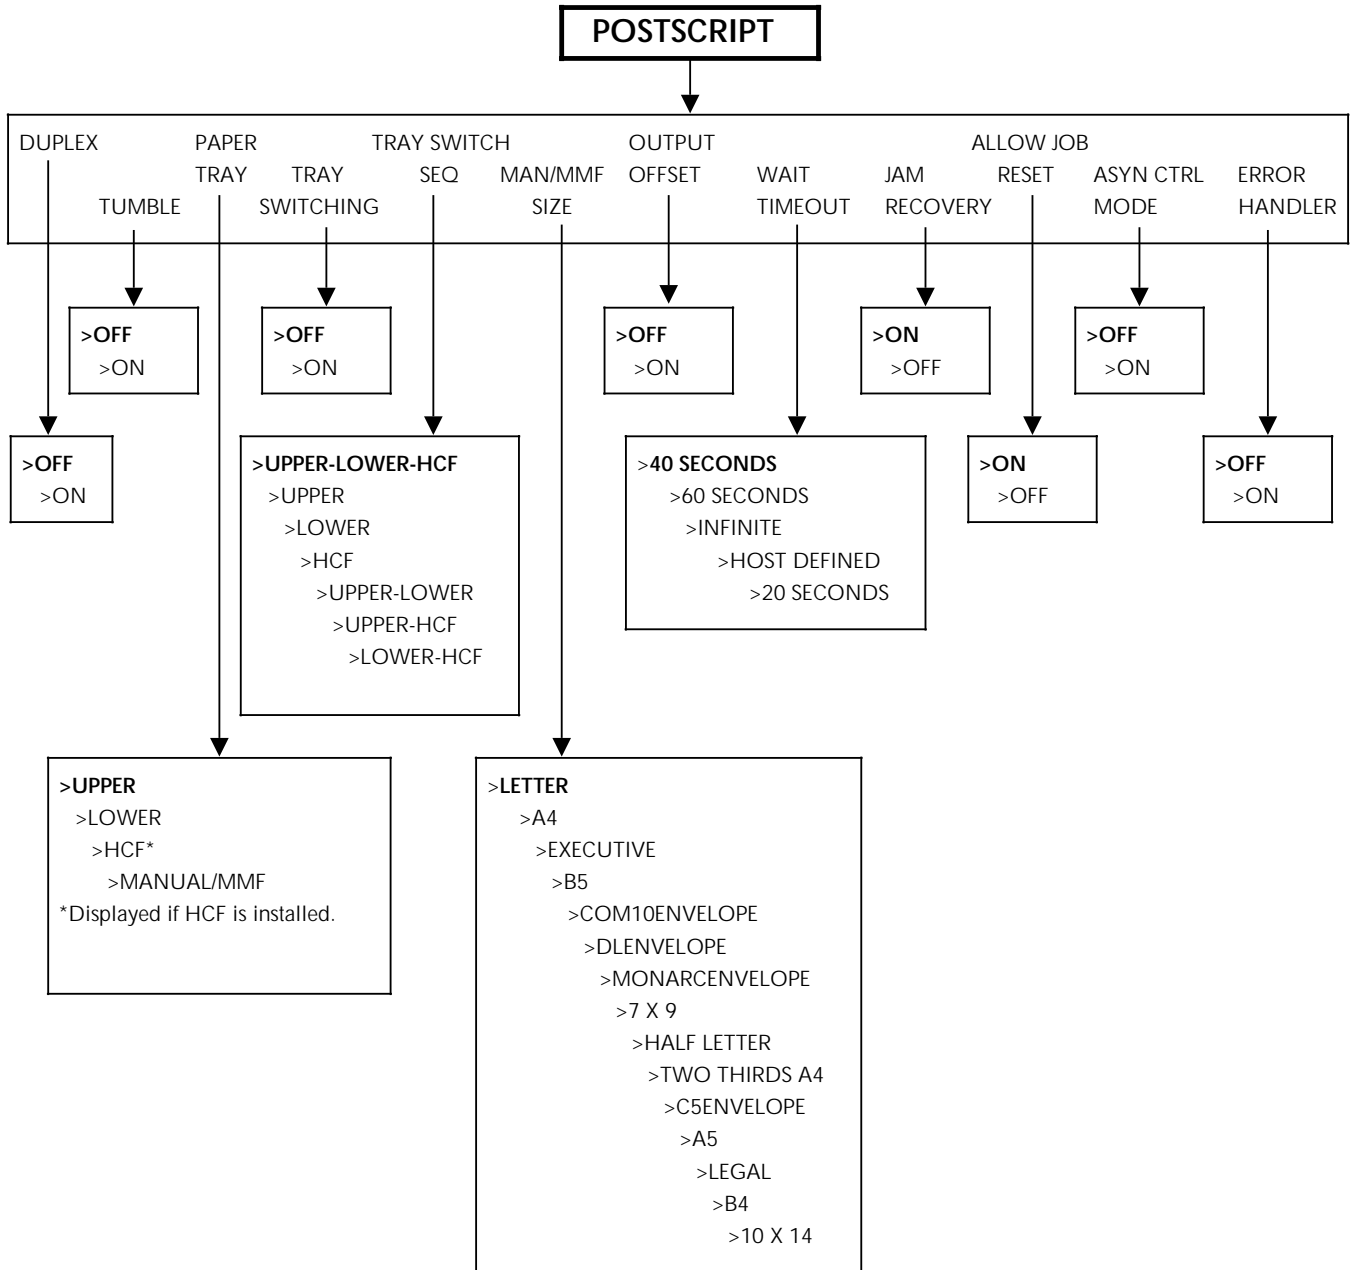 POSTSCRIPT
DUPLEX PAPER TRAY SWITCH OUTPUT ALLOW JOB
TRAY TRAY SEQ MAN/MMF OFFSET WAIT JAM RESET ASYN CTRL ERROR
TUMBLE SWITCHING SIZE TIMEOUT RECOVERY MODE HANDLER
>OFF >OFF >OFF >ON >OFF
>ON >ON >ON >OFF >ON
>OFF >UPPER-LOWER-HCF >40 SECONDS >ON >OFF
>ON >UPPER >60 SECONDS >OFF >ON
>LOWER >INFINITE
>HCF >HOST DEFINED
>UPPER-LOWER >20 SECONDS
>UPPER-HCF
>LOWER-HCF
>UPPER >LETTER
>LOWER >A4
>HCF* >EXECUTIVE
>MANUAL/MMF >B5
*Displayed if HCF is installed. >COM10ENVELOPE
>DLENVELOPE
>MONARCENVELOPE
>7 X 9
>HALF LETTER
>TWO THIRDS A4
>C5ENVELOPE
>A5
>LEGAL
>B4
>10 X 14